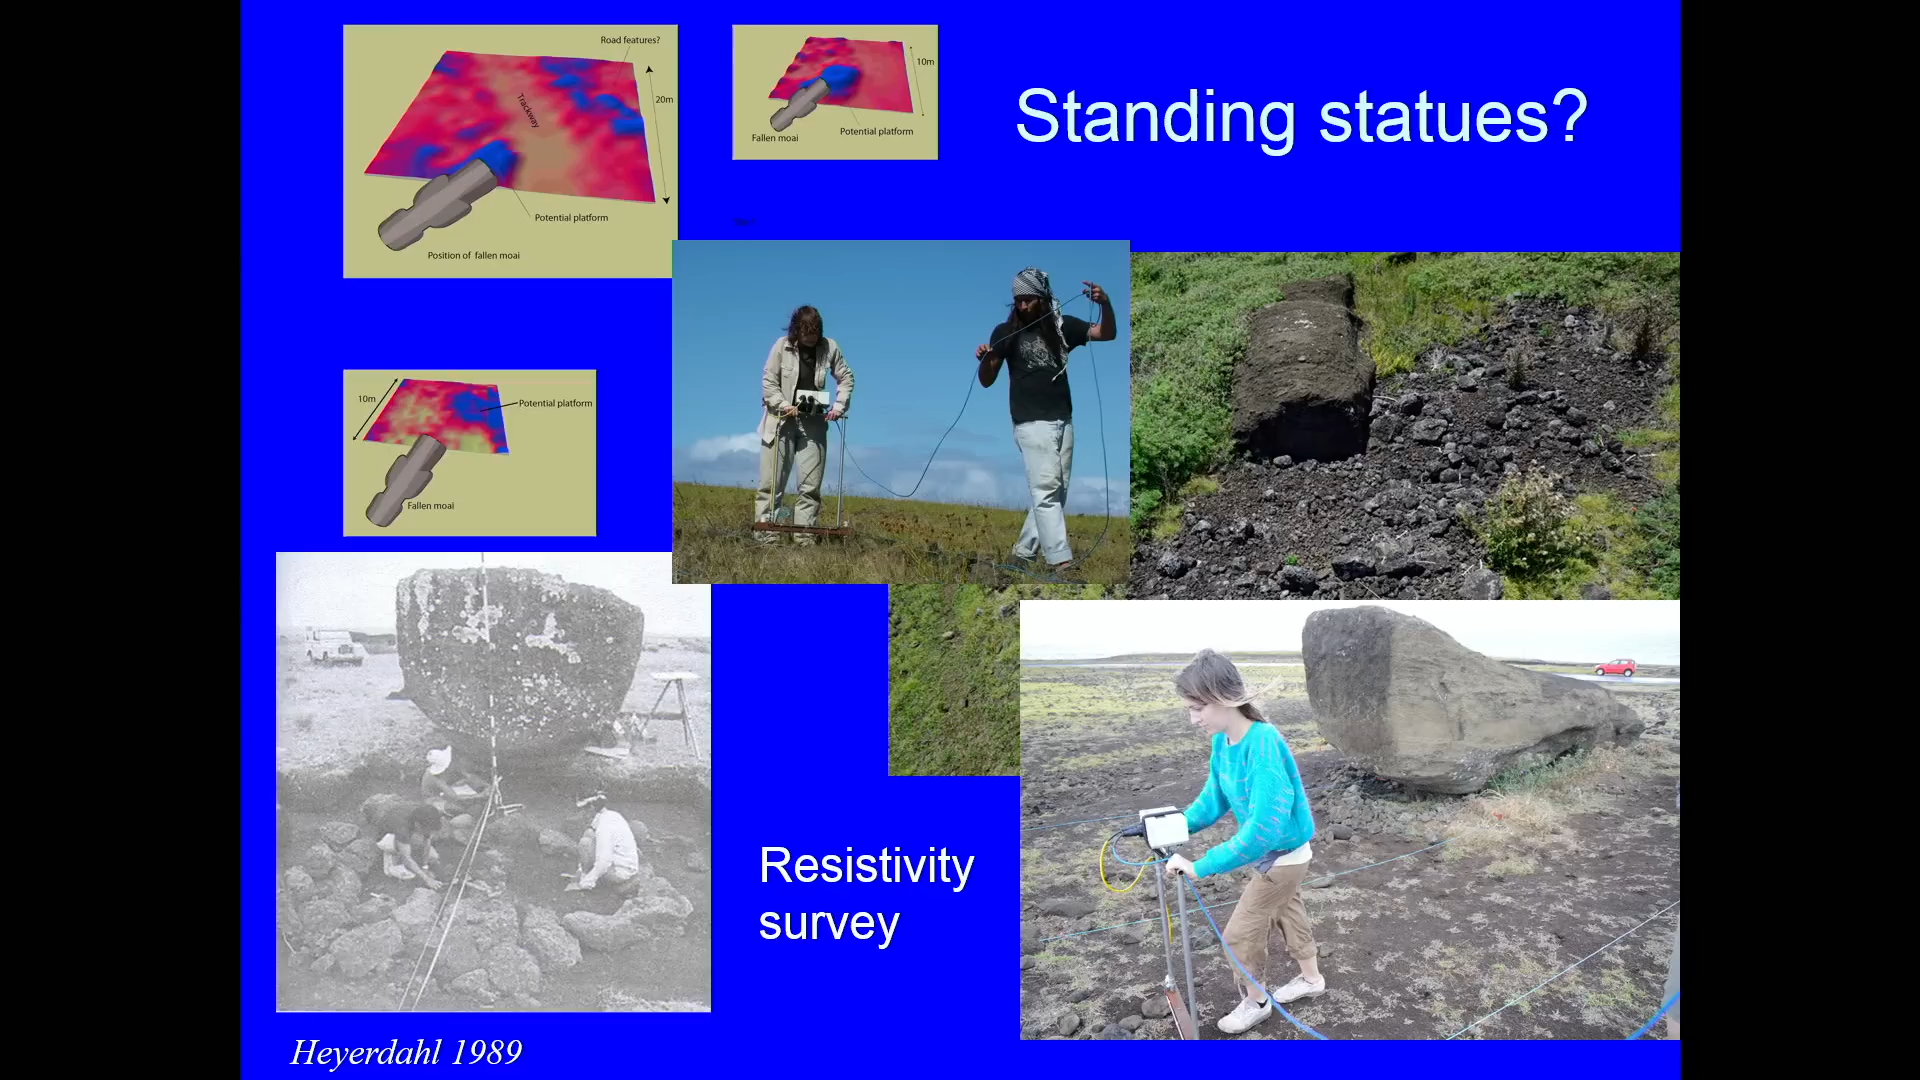 Road features?
Trackway
20m
Potential platform
Position of fallen moai
10m
Fallen moai
Potential platform
Standing statues?
10m
Potential platform
Fallen moai
Resistivity
survey
Heyerdahl 1989